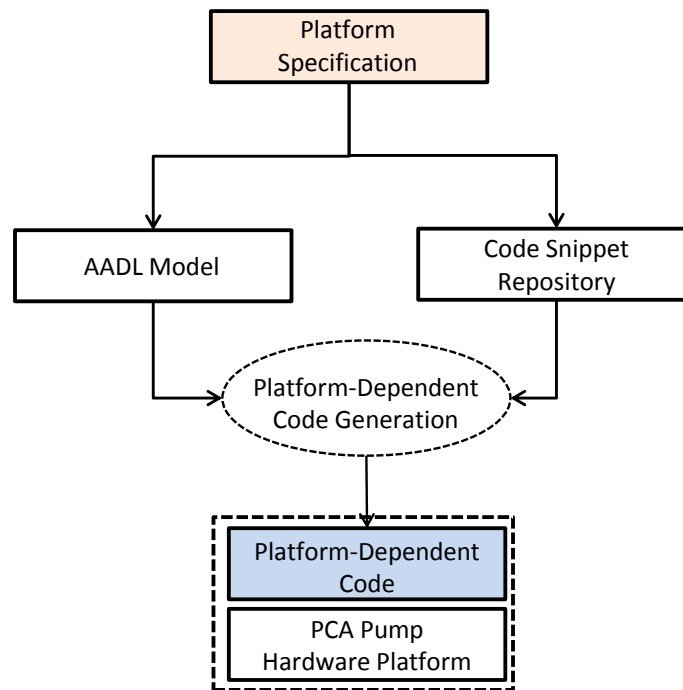 Platform
Specification
AADL Model
Code Snippet
Repository
Platform-Dependent
Code Generation
Platform-Dependent
Code
PCA Pump
Hardware Platform